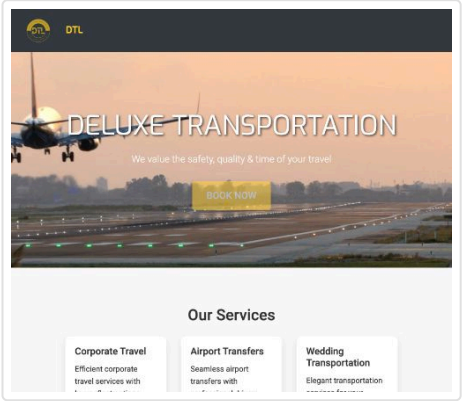 DTL
DTL
DELUXE TRANSPORTATION
We value the safety, quality & time of your travel
BOOK NOW
Our Services
Corporate Travel
Efficient corporate
travel services with
Airport Transfers
Seamless airport
transfers with
Wedding
Transportation
Elegant transportation